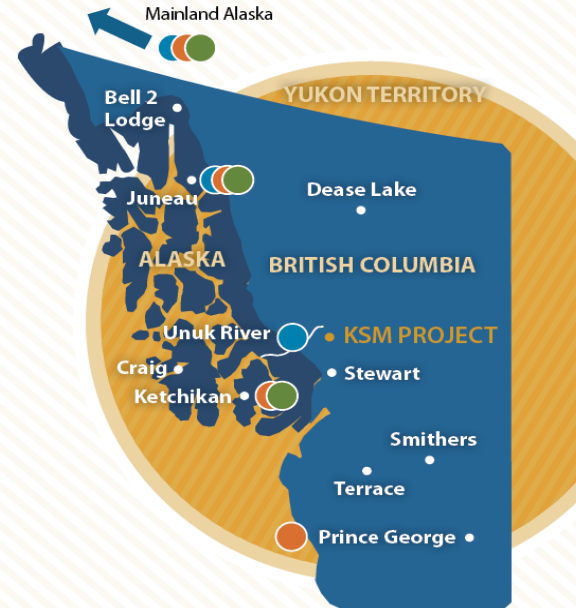 Mainland Alaska
YUKON TERRITORY
Bell 2
Lodge
Juneau
Dease Lake
ALASKA
BRITISH COLUMBIA
Unuk River
KSM PROJECT
Craig
Stewart
Ketchikan
Smithers
Terrace
Prince George